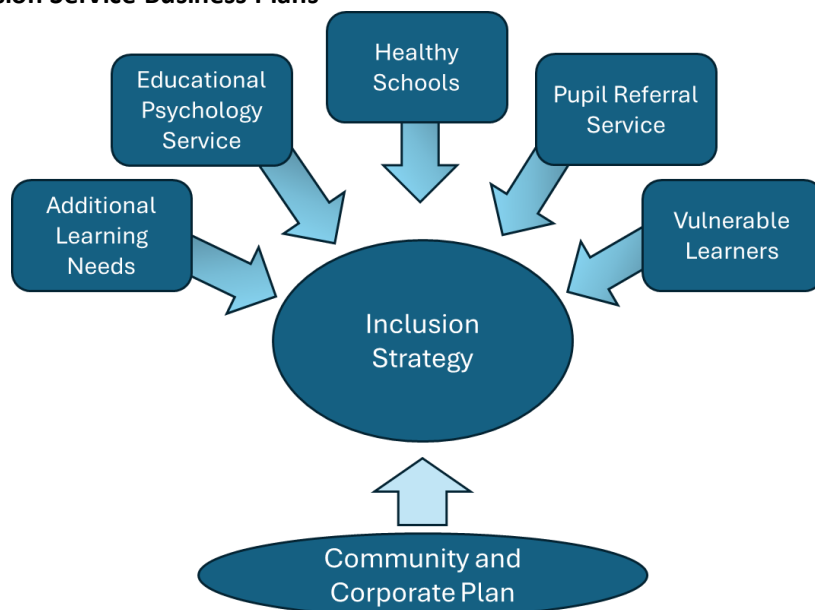 Service Business Plans
Healthy
Schools
Educational
Psychology
Service
Pupil Referral
Service
Additional
Learning
Needs
Vulnerable
Learners
Inclusion
Strategy
Community and
Corporate Plan